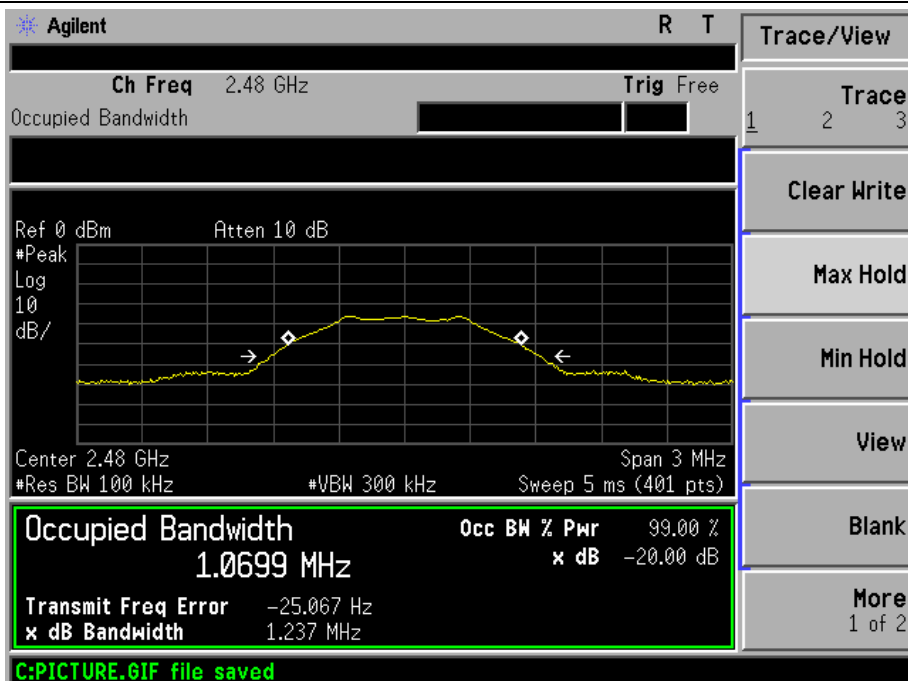 Agilent R T
Ch Freq 2.48 GHz Trig Free
Occupied Bandwidth
Ref 0 dBm Atten 10 dB
#Peak
Log
10
dB/
Center 2.48 GHz Span 3 MHz
#Res BW 100 kHz #VBW 300 kHz Sweep 5 ms (401 pts)
Occupied Bandwidth Occ BW % Pwr 99.00 %
1.0699 MHz x dB -20.00 dB
Transmit Freq Error -25.067 Hz
x dB Bandwidth 1.237 MHz
C:PICTURE.GIF file saved
Trace/View
Trace
1 2 3
Clear Write
Max Hold
Min Hold
View
Blank
More
1 of 2